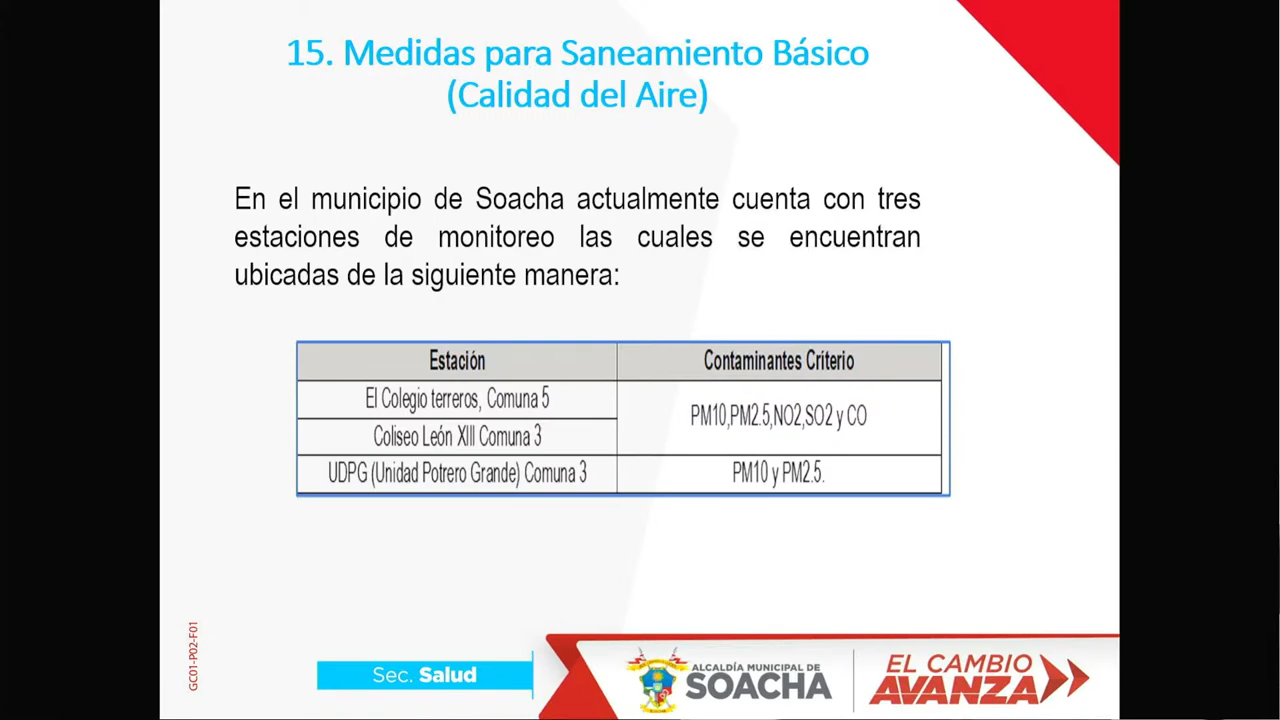 15. Medidas para Saneamiento Básico
(Calidad del Aire)
En el municipio de Soacha actualmente cuenta con tres
estaciones de monitoreo las cuales se encuentran
ubicadas de la siguiente manera:
Estación Contaminantes Criterio
El Colegio terreros, Comuna 5
PM10,PM2.5,NO2,SO2 y CO
Coliseo León XIII Comuna 3
UDPG (Unidad Potrero Grande) Comuna 3 PM10 y PM2.5.
GC01-P02-F01
Sec. Salud
ALCALDÍA MUNICIPAL DE
SOACHA
EL CAMBIO
AVANZA